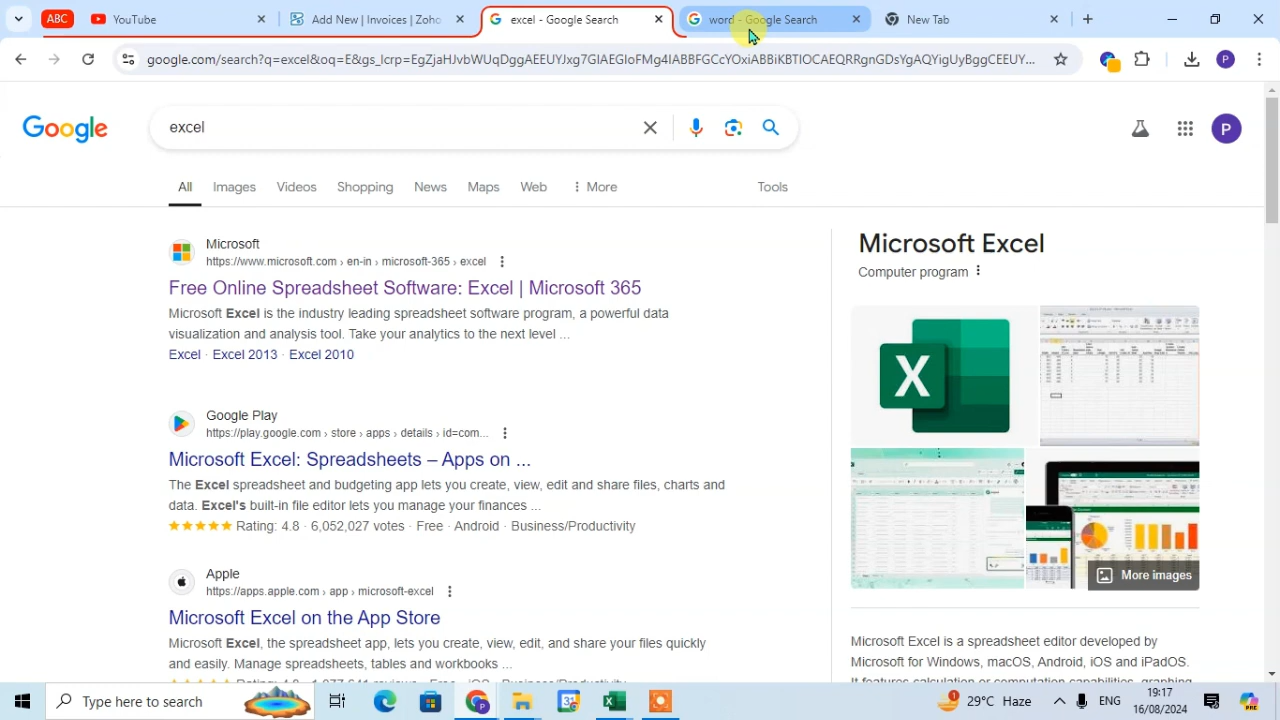 ABC
YouTube
Add New | Invoices | Zoho
excel - Google Search
word - Google Search
New Tab
google.com/search?q=excel&oq=E&gs_lcrp=EgZjaHJvbWUqDggAEEUYJxg7GIAEGIoFMg4IABBFGCcYOxiABBiKBTIOCAEQRRgnGDsYgAQYigUyBggCEEUY...
P
Google
excel
P
All
Images
Videos
Shopping
News
Maps
Web
More
Tools
Microsoft
https://www.microsoft.com › en-in › microsoft-365 › excel
Free Online Spreadsheet Software: Excel | Microsoft 365
Microsoft Excel is the industry leading spreadsheet software program, a powerful data
visualization and analysis tool. Take your analytics to the next level ...
Excel · Excel 2013 · Excel 2010
Google Play
https://play.google.com › store › apps › details › id=com...
Microsoft Excel: Spreadsheets – Apps on ...
The Excel spreadsheet and budgeting app lets you create, view, edit and share files, charts and
data. Excel's built-in file editor lets you manage your finances ...
Rating: 4.8 · 6,052,027 votes · Free · Android · Business/Productivity
Apple
https://apps.apple.com › app › microsoft-excel
Microsoft Excel on the App Store
Microsoft Excel, the spreadsheet app, lets you create, view, edit, and share your files quickly
and easily. Manage spreadsheets, tables and workbooks ...
Microsoft Excel
Computer program
X
More images
Microsoft Excel is a spreadsheet editor developed by
Microsoft for Windows, macOS, Android, iOS and iPadOS.
Type here to search
P
31
X
1
29°C Haze
19:17
16/08/2024